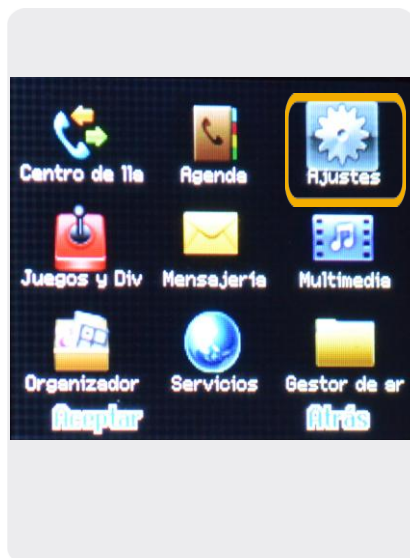 Centro de lla Agenda Ajustes
Juegos y Div Mensajería Multimedia
Organizador Servicios Gestor de ar
Aceptar Atrás